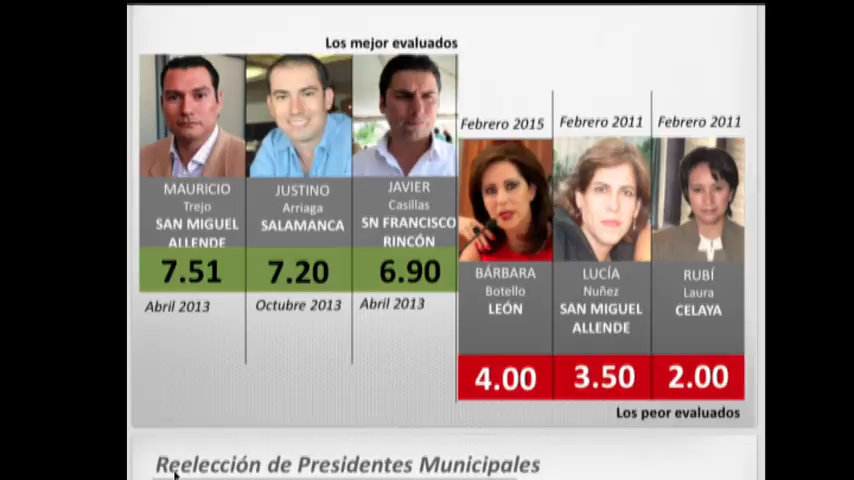 Los mejor evaluados
MAURICIO
Trejo
SAN MIGUEL
ALLENDE
7.51
Abril 2013
JUSTINO
Arriaga
SALAMANCA
7.20
Octubre 2013
JAVIER
Casillas
SN FRANCISCO
RINCÓN
6.90
Abril 2013
Febrero 2015
BÁRBARA
Botello
LEÓN
4.00
Febrero 2011
LUCÍA
Nuñez
SAN MIGUEL
ALLENDE
3.50
Febrero 2011
RUBÍ
Laura
CELAYA
2.00
Los peor evaluados
Reelección de Presidentes Municipales